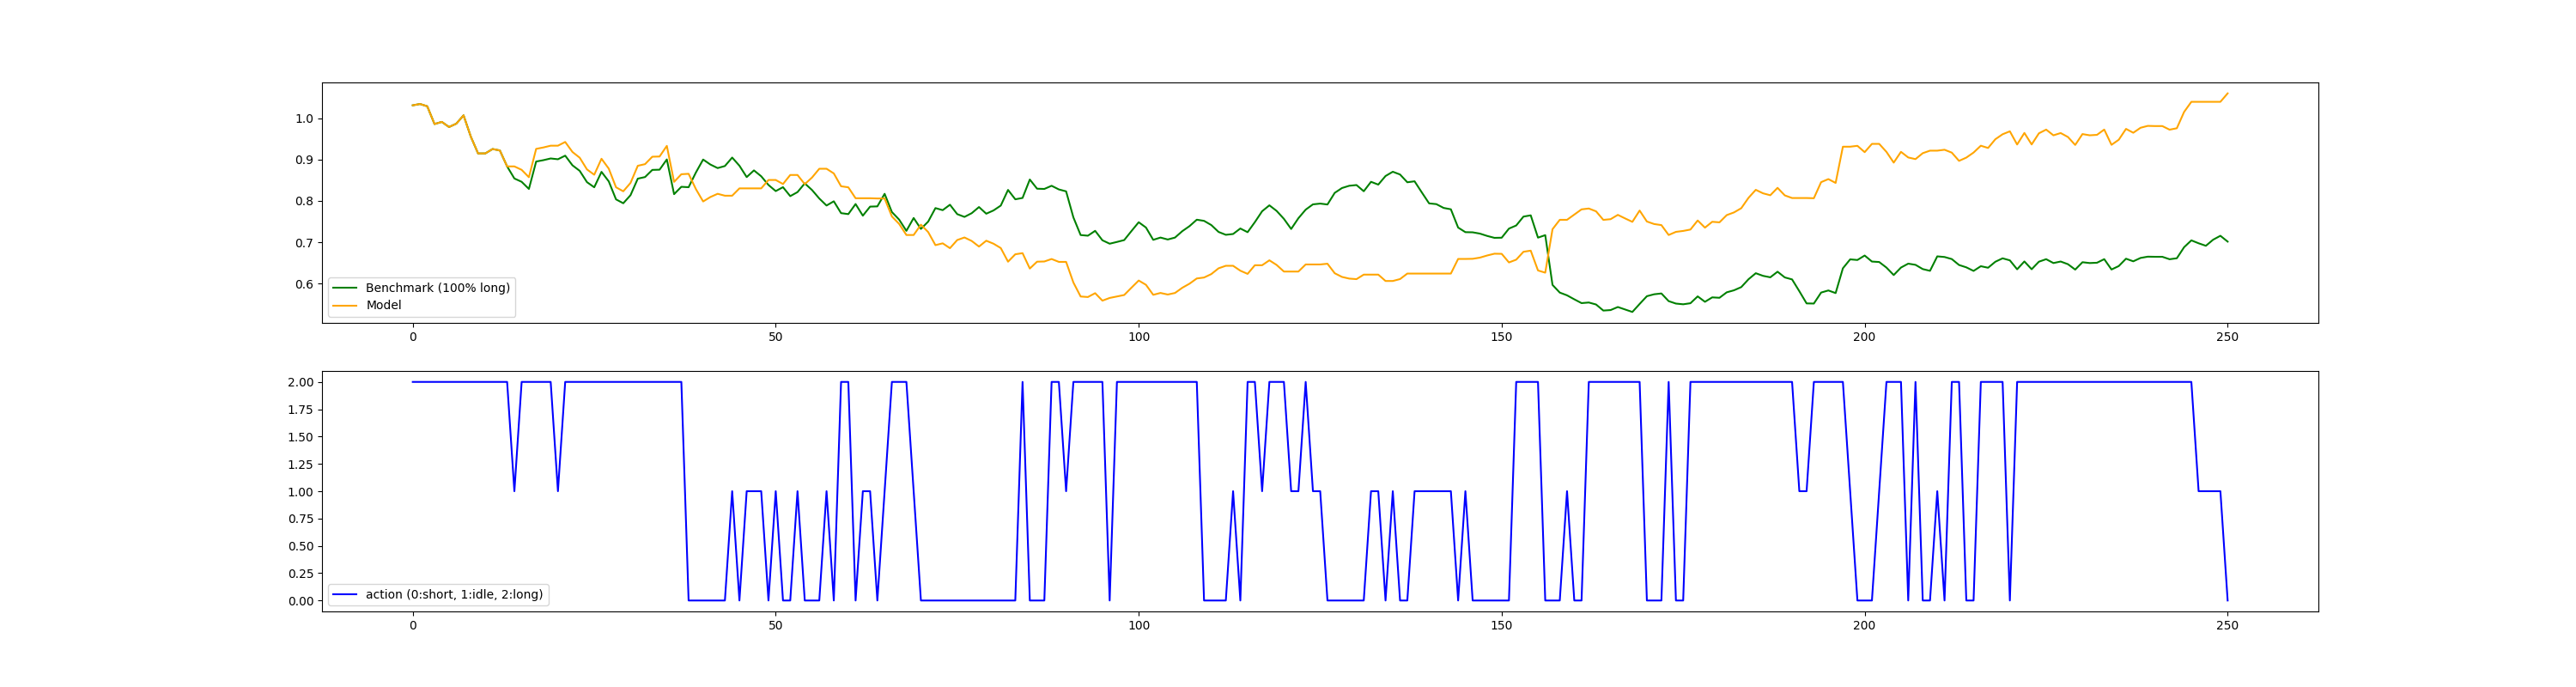 1.0
0.9
0.8
0.7
0.6
Benchmark (100% long)
Model
0 50 100 150 200 250
2.00
1.75
1.50
1.25
1.00
0.75
0.50
0.25
0.00
action (0:short, 1:idle, 2:long)
0 50 100 150 200 250